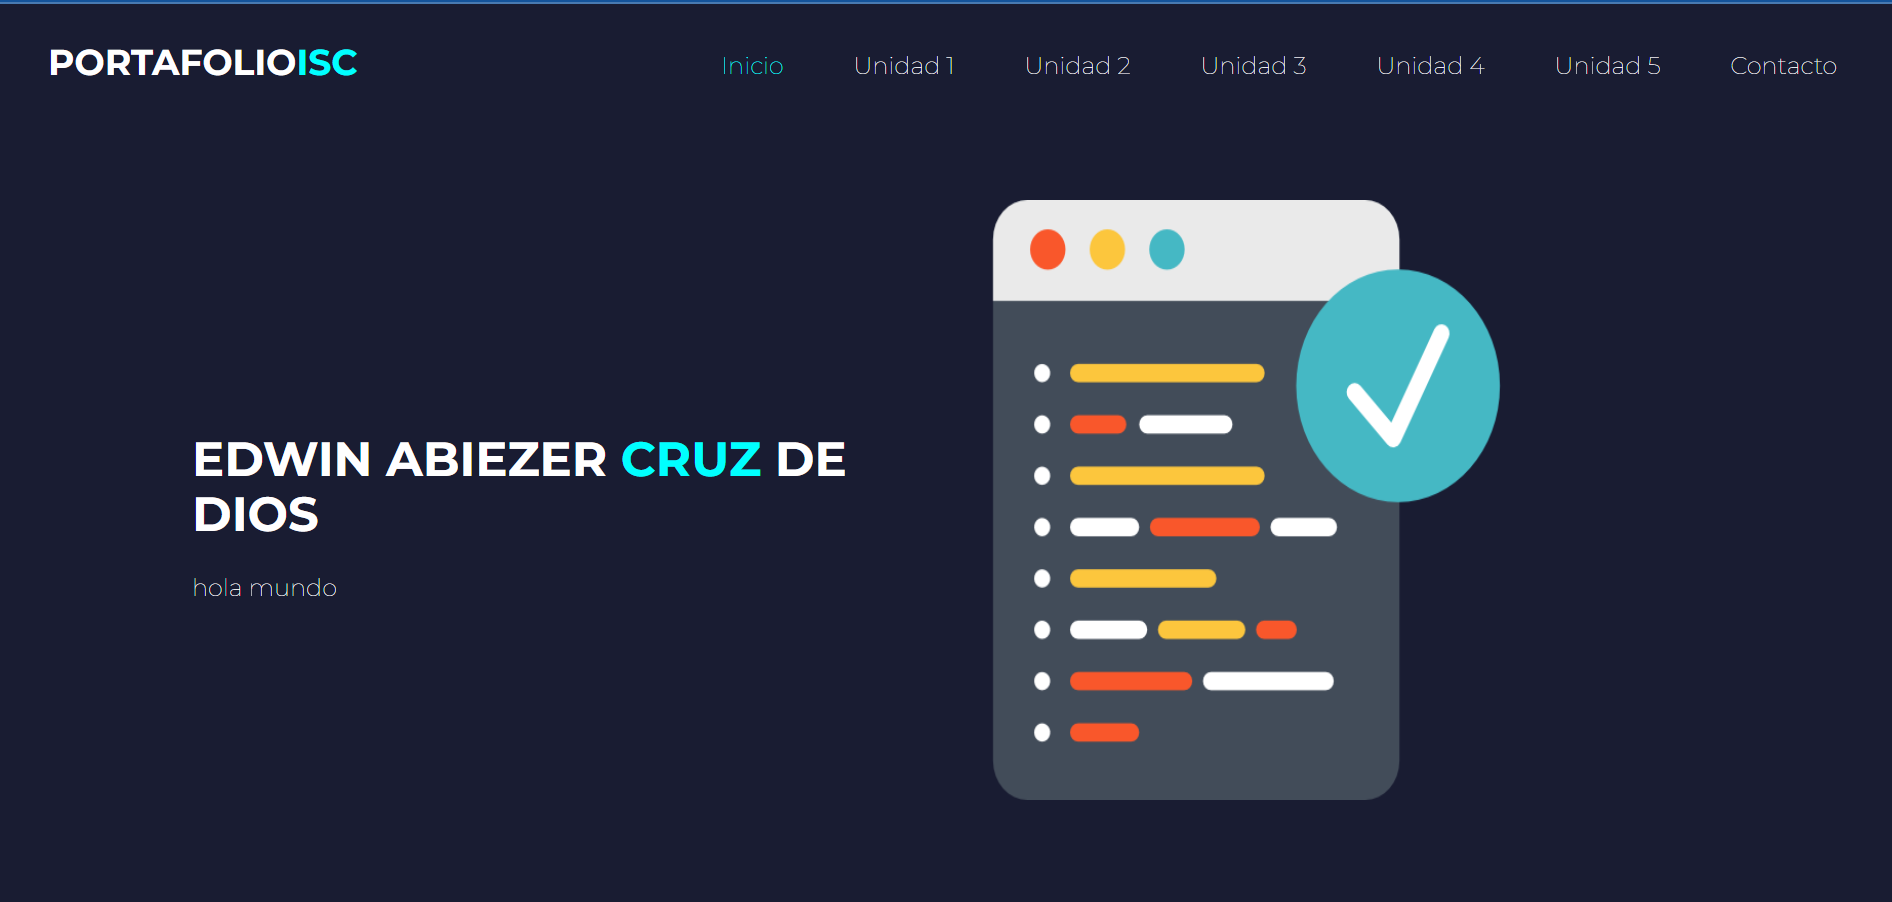 PORTAFOLIOISC
Inicio
Unidad 1
Unidad 2
Unidad 3
Unidad 4
Unidad 5
Contacto
EDWIN ABIEZER CRUZ DE
DIOS
hola mundo